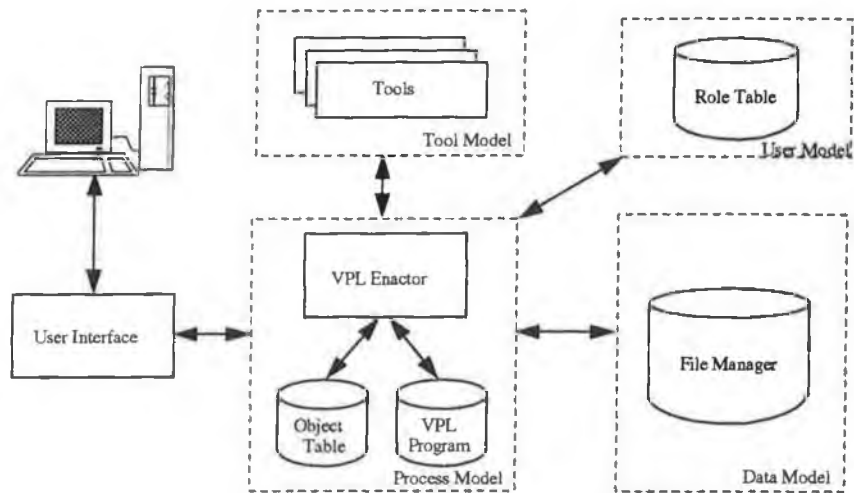 Tools
Tool Model
Role Table
User Model
VPL Enactor
User Interface
File Manager
Object
Table
VPL
Program
Process Model
Data Model